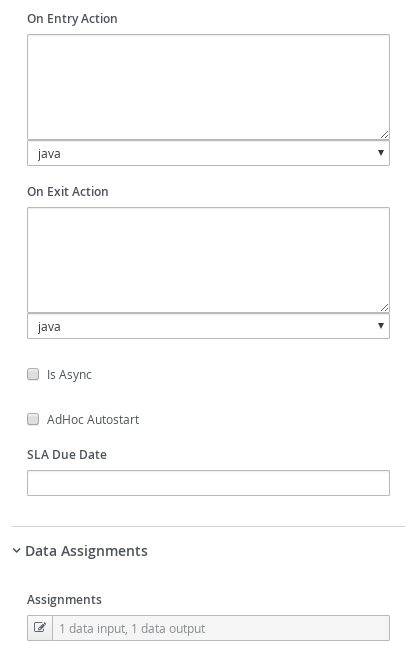 On Entry Action
java
On Exit Action
java
Is Async
AdHoc Autostart
SLA Due Date
Data Assignments
Assignments
1 data input, 1 data output